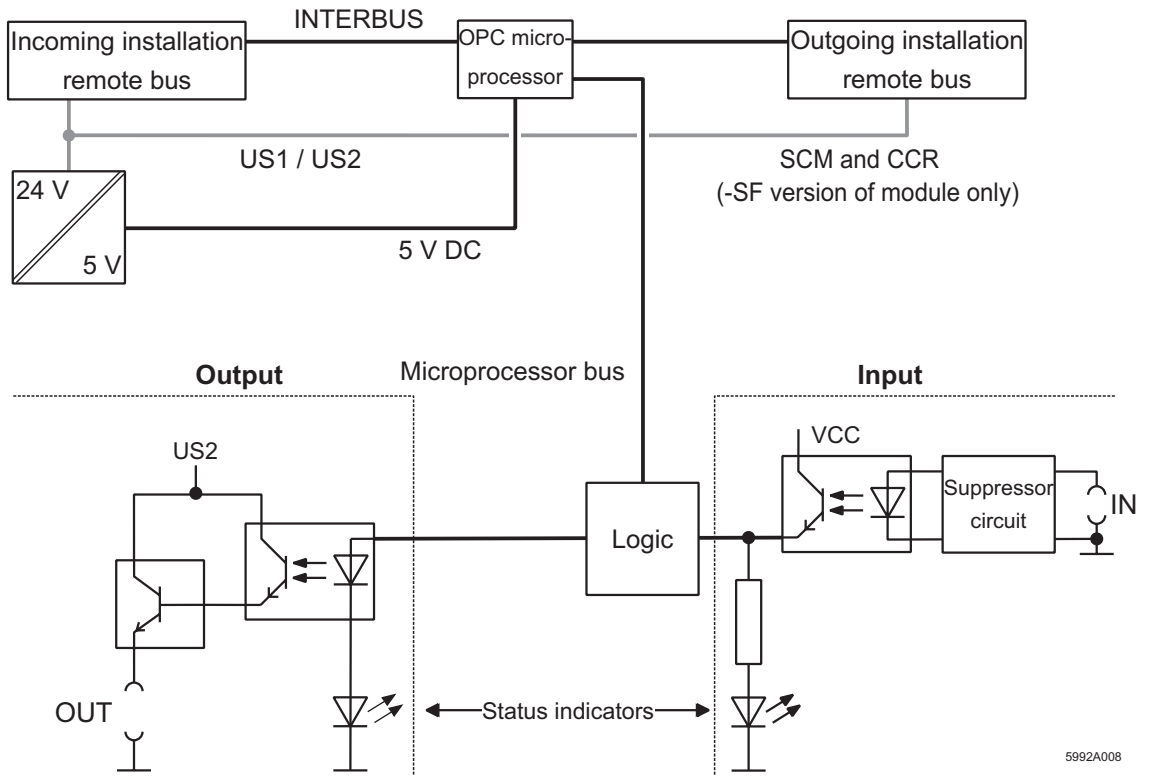 INTERBUS
Incoming installation
remote bus
OPC micro-
processor
Outgoing installation
remote bus
US1 / US2
SCM and CCR
(-SF version of module only)
24 V
5 V
5 V DC
Output
Microprocessor bus
Input
US2
VCC
Suppressor
circuit
IN
Logic
OUT
Status indicators
5992A008